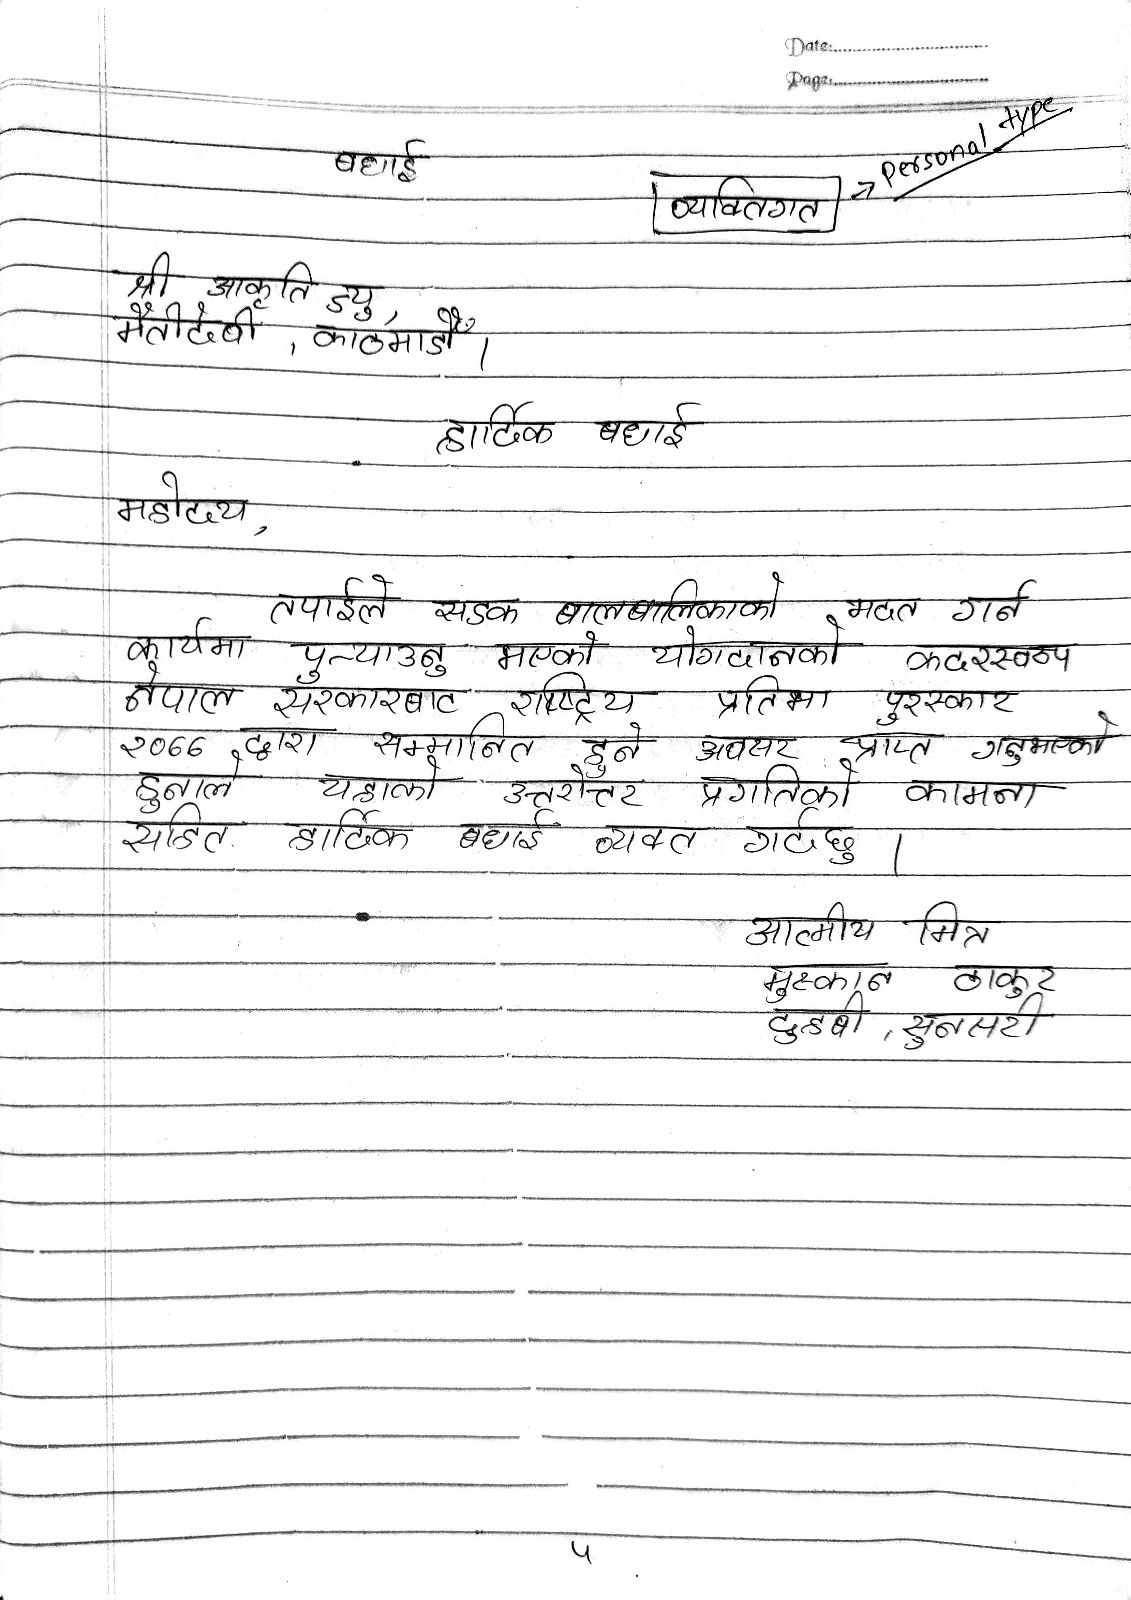 Date:
Page:
बधाई
व्यक्तिगत → personal type
श्री आकृति ड्यु,
मैतीदेवी, काठमाडौँ।
हार्दिक बधाई
महोदय,
तपाईले सडक बालबालिकाको मदत गर्न
कार्यमा पुर्‍याउनु भएको योगदानको कदरस्वरुप
नेपाल सरकारबाट राष्ट्रिय प्रतिभा पुरस्कार
२०६६ द्वारा सम्मानित हुने अवसर प्राप्त गर्नुभएको
हुनाले यहाको उत्तरोत्तर प्रगतिको कामना
सहित हार्दिक बधाई व्यक्त गर्दछु।
आत्मीय मित्र
मुस्कान ठाकुर
दुहबी, सुनसरी
५